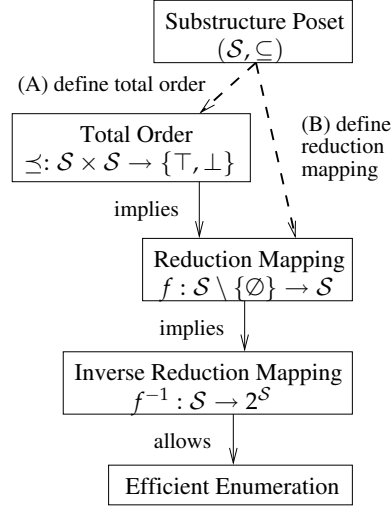 Substructure Poset
(𝒮, ⊆)
(A) define total order
Total Order
⪯: 𝒮 × 𝒮 → {⊤, ⊥}
(B) define
reduction
mapping
implies
Reduction Mapping
f : 𝒮 \ {∅} → 𝒮
implies
Inverse Reduction Mapping
f⁻¹ : 𝒮 → 2^𝒮
allows
Efficient Enumeration